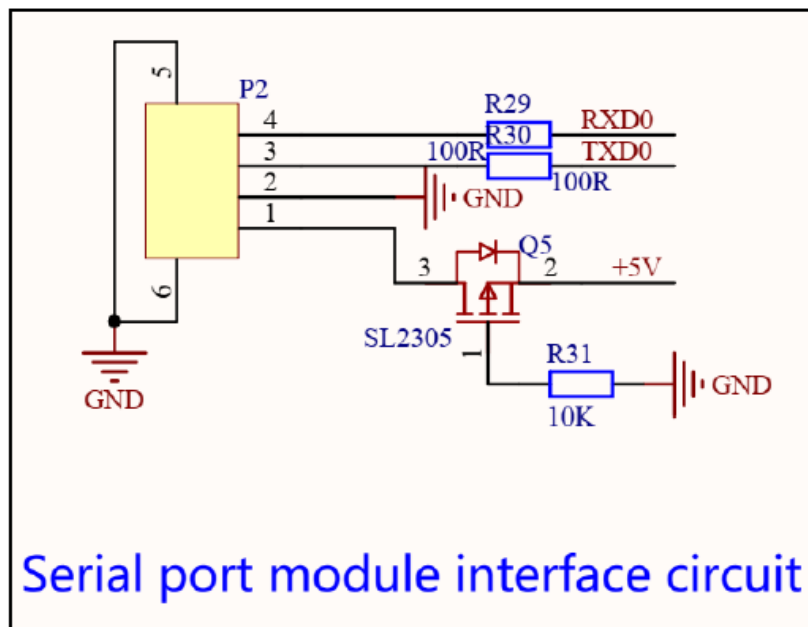 5
P2
4
R29
RXD0
3
100R
R30
TXD0
100R
2
GND
1
Q5
3
2
+5V
6
SL2305
1
R31
GND
GND
10K
Serial port module interface circuit